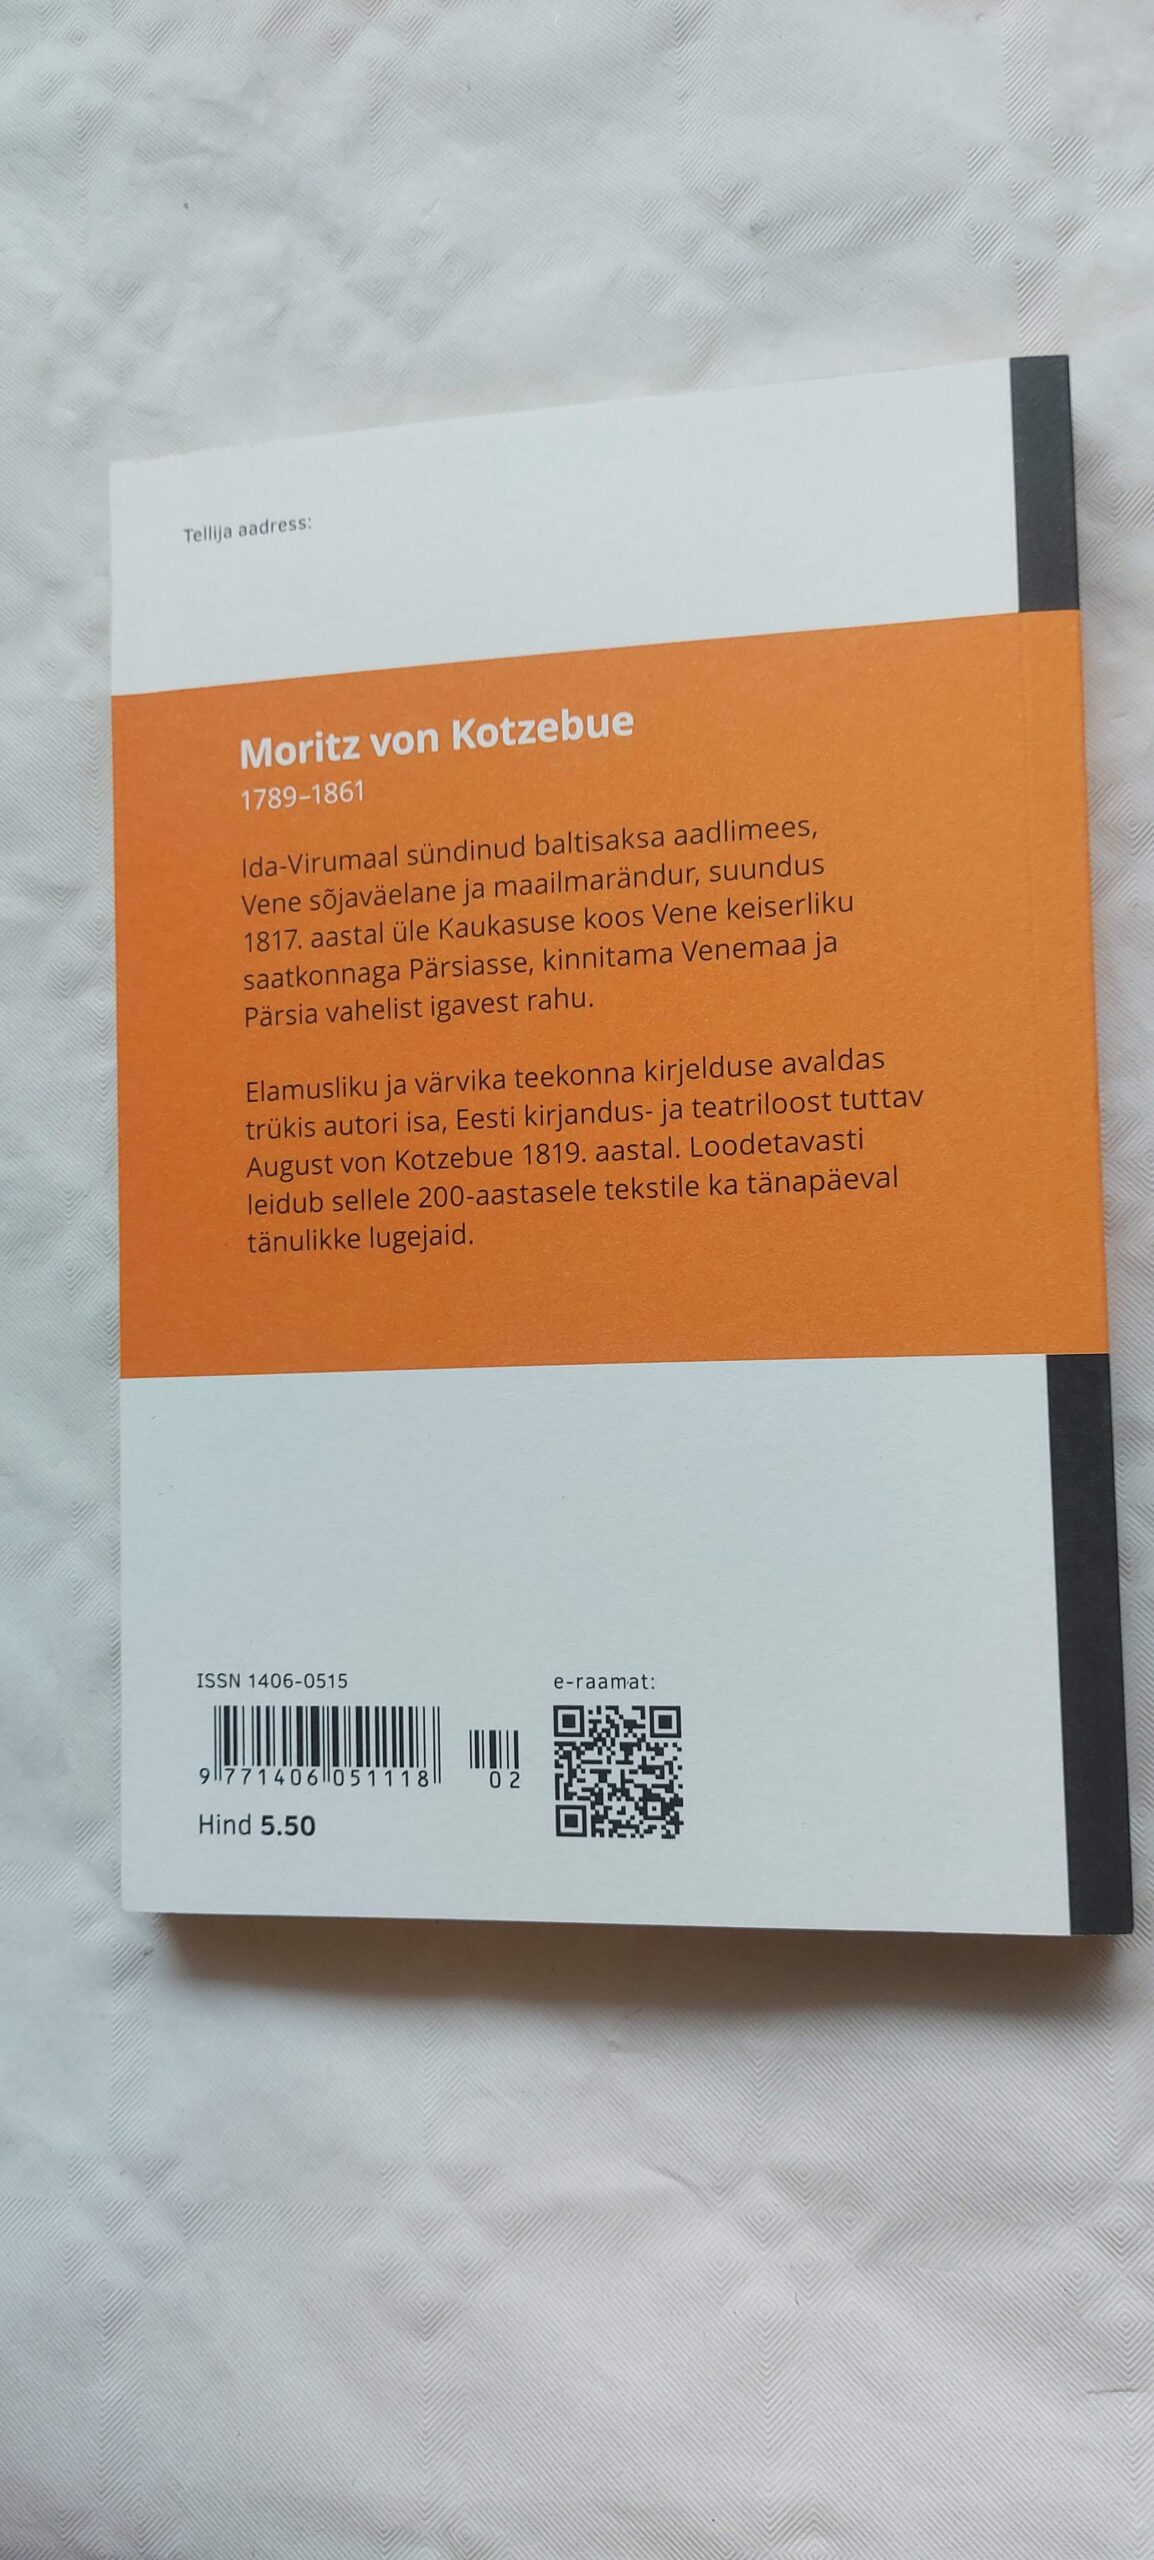 Tellija aadress:
Moritz von Kotzebue
1789–1861
Ida-Virumaal sündinud baltisaksa aadlimees,
Vene sõjaväelane ja maailmarändur, suundus
1817. aastal üle Kaukasuse koos Vene keiserliku
saatkonnaga Pärsiasse, kinnitama Venemaa ja
Pärsia vahelist igavest rahu.
Elamusliku ja värvika teekonna kirjelduse avaldas
trükis autori isa, Eesti kirjandus- ja teatriloost tuttav
August von Kotzebue 1819. aastal. Loodetavasti
leidub sellele 200-aastasele tekstile ka tänapäeval
tänulikke lugejaid.
ISSN 1406-0515
e-raamat:
9 771406 051118
02
Hind 5.50